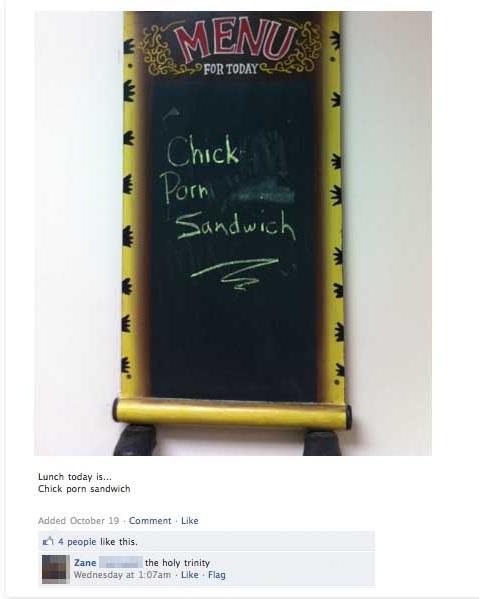 MENU
FOR TODAY
Chick
Porn
Sandwich
Lunch today is...
Chick porn sandwich
Added October 19 · Comment · Like
4 people like this.
Zane the holy trinity
Wednesday at 1:07am · Like · Flag